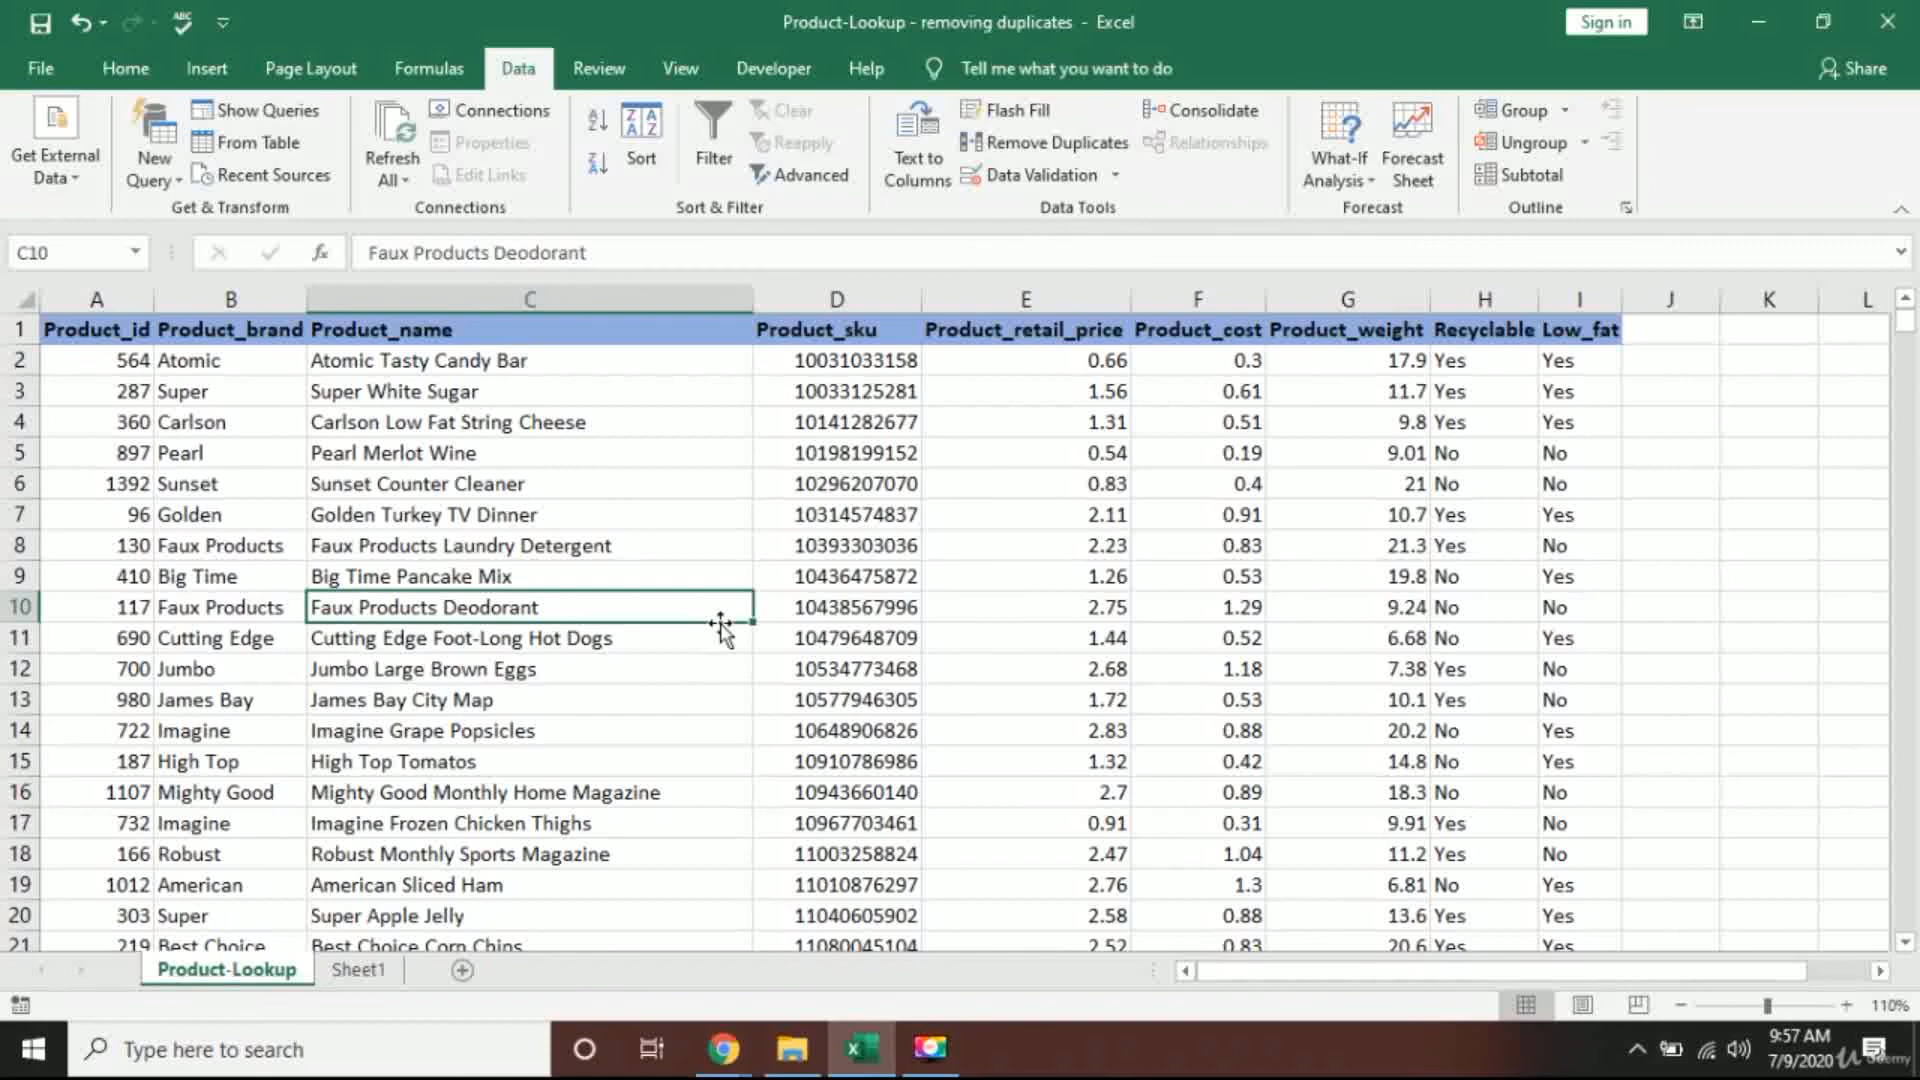 Product-Lookup - removing duplicates - Excel
Sign in
File Home Insert Page Layout Formulas Data Review View Developer Help Tell me what you want to do Share
Get External Data
New Query
Show Queries
From Table
Recent Sources
Get & Transform
Refresh All
Connections
Properties
Edit Links
Connections
Sort
Filter
Clear
Reapply
Advanced
Sort & Filter
Text to Columns
Flash Fill
Remove Duplicates
Data Validation
Consolidate
Relationships
Data Tools
What-If Analysis
Forecast Sheet
Forecast
Group
Ungroup
Subtotal
Outline
C10 fx Faux Products Deodorant
A B C D E F G H I J K L
1 Product_id Product_brand Product_name Product_sku Product_retail_price Product_cost Product_weight Recyclable Low_fat
2 564 Atomic Atomic Tasty Candy Bar 10031033158 0.66 0.3 17.9 Yes Yes
3 287 Super Super White Sugar 10033125281 1.56 0.61 11.7 Yes Yes
4 360 Carlson Carlson Low Fat String Cheese 10141282677 1.31 0.51 9.8 Yes Yes
5 897 Pearl Pearl Merlot Wine 10198199152 0.54 0.19 9.01 No No
6 1392 Sunset Sunset Counter Cleaner 10296207070 0.83 0.4 21 No No
7 96 Golden Golden Turkey TV Dinner 10314574837 2.11 0.91 10.7 Yes Yes
8 130 Faux Products Faux Products Laundry Detergent 10393303036 2.23 0.83 21.3 Yes No
9 410 Big Time Big Time Pancake Mix 10436475872 1.26 0.53 19.8 No Yes
10 117 Faux Products Faux Products Deodorant 10438567996 2.75 1.29 9.24 No No
11 690 Cutting Edge Cutting Edge Foot-Long Hot Dogs 10479648709 1.44 0.52 6.68 No Yes
12 700 Jumbo Jumbo Large Brown Eggs 10534773468 2.68 1.18 7.38 Yes No
13 980 James Bay James Bay City Map 10577946305 1.72 0.53 10.1 Yes No
14 722 Imagine Imagine Grape Popsicles 10648906826 2.83 0.88 20.2 No Yes
15 187 High Top High Top Tomatos 10910786986 1.32 0.42 14.8 No Yes
16 1107 Mighty Good Mighty Good Monthly Home Magazine 10943660140 2.7 0.89 18.3 No No
17 732 Imagine Imagine Frozen Chicken Thighs 10967703461 0.91 0.31 9.91 Yes No
18 166 Robust Robust Monthly Sports Magazine 11003258824 2.47 1.04 11.2 Yes No
19 1012 American American Sliced Ham 11010876297 2.76 1.3 6.81 No Yes
20 303 Super Super Apple Jelly 11040605902 2.58 0.88 13.6 Yes Yes
21 219 Best Choice Best Choice Corn Chips 11080045104 2.52 0.83 20.6 Yes Yes
Product-Lookup Sheet1
110%
Type here to search
9:57 AM
7/9/2020
Udemy